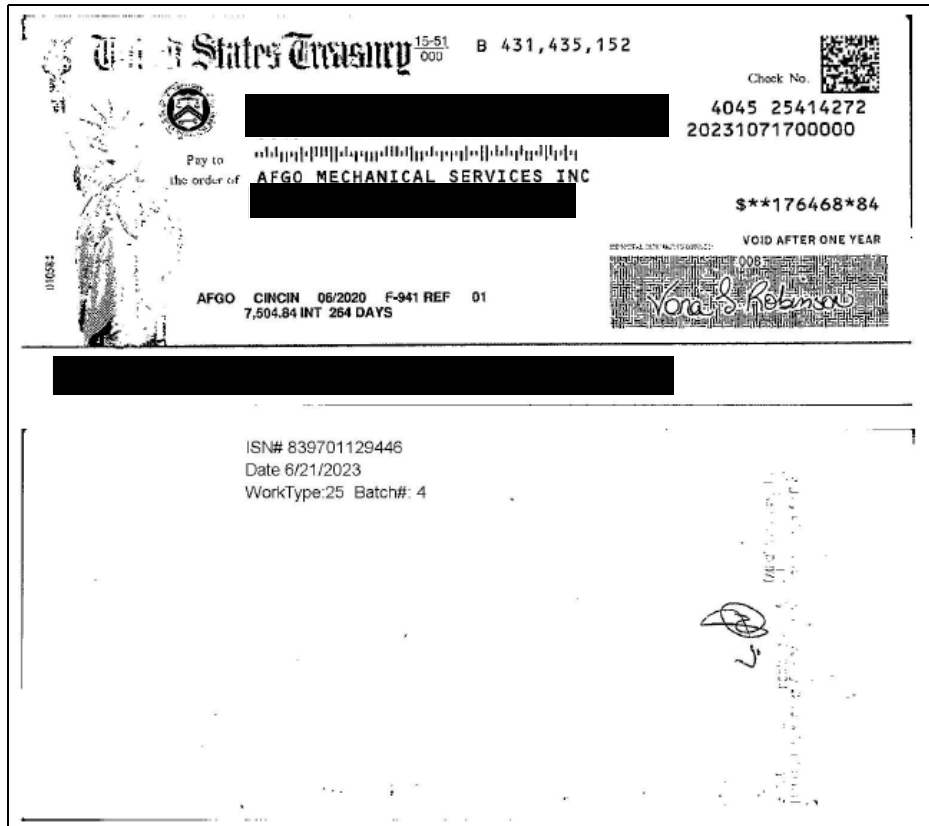 United States Treasury 15-51 000 B 431,435,152
Check No.
4045 25414272
20231071700000
Pay to
the order of AFGO MECHANICAL SERVICES INC
$**176468*84
VOID AFTER ONE YEAR
AFGO CINCIN 06/2020 F-941 REF 01
7,504.84 INT 264 DAYS
Vona S. Robinson
ISN# 839701129446
Date 6/21/2023
WorkType:25 Batch#: 4